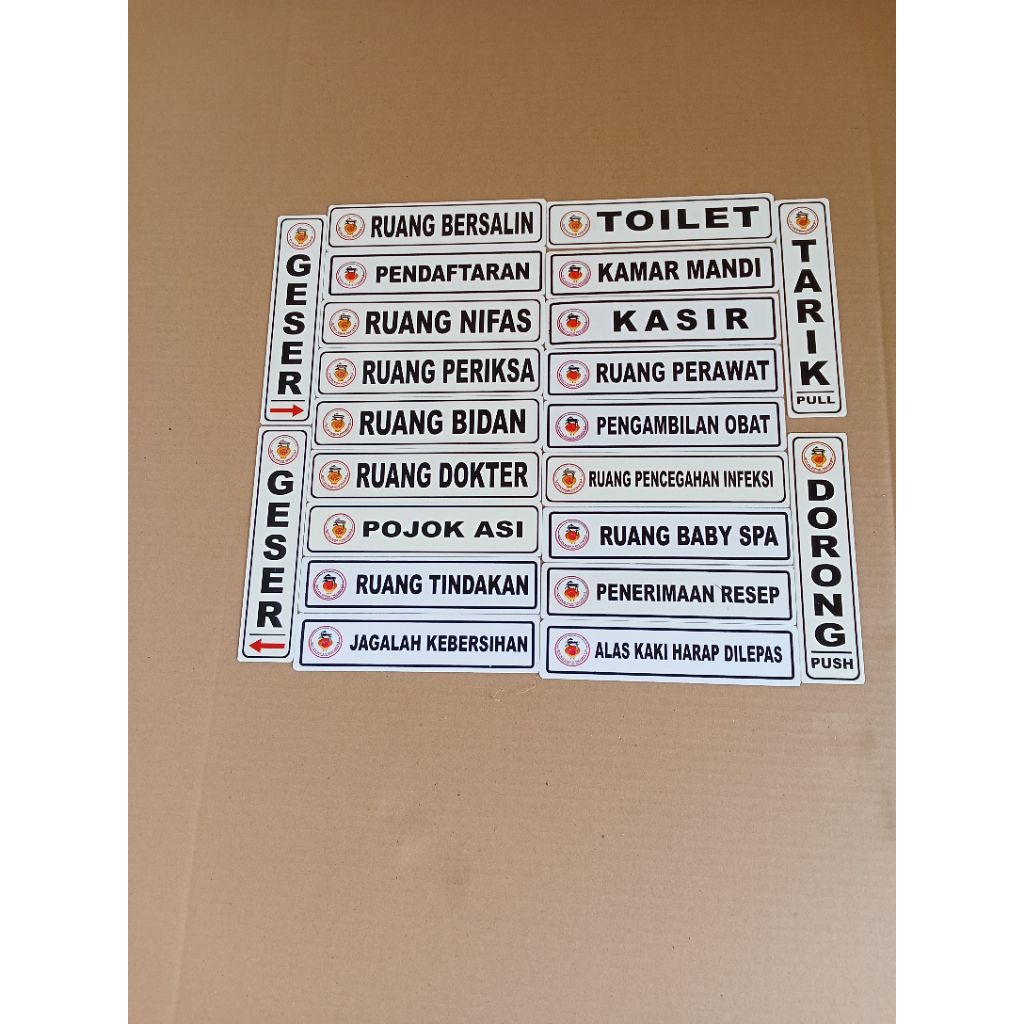 GESER
GESER
RUANG BERSALIN
PENDAFTARAN
RUANG NIFAS
RUANG PERIKSA
RUANG BIDAN
RUANG DOKTER
POJOK ASI
RUANG TINDAKAN
JAGALAH KEBERSIHAN
TOILET
KAMAR MANDI
KASIR
RUANG PERAWAT
PENGAMBILAN OBAT
RUANG PENCEGAHAN INFEKSI
RUANG BABY SPA
PENERIMAAN RESEP
ALAS KAKI HARAP DILEPAS
TARIK
PULL
DORONG
PUSH